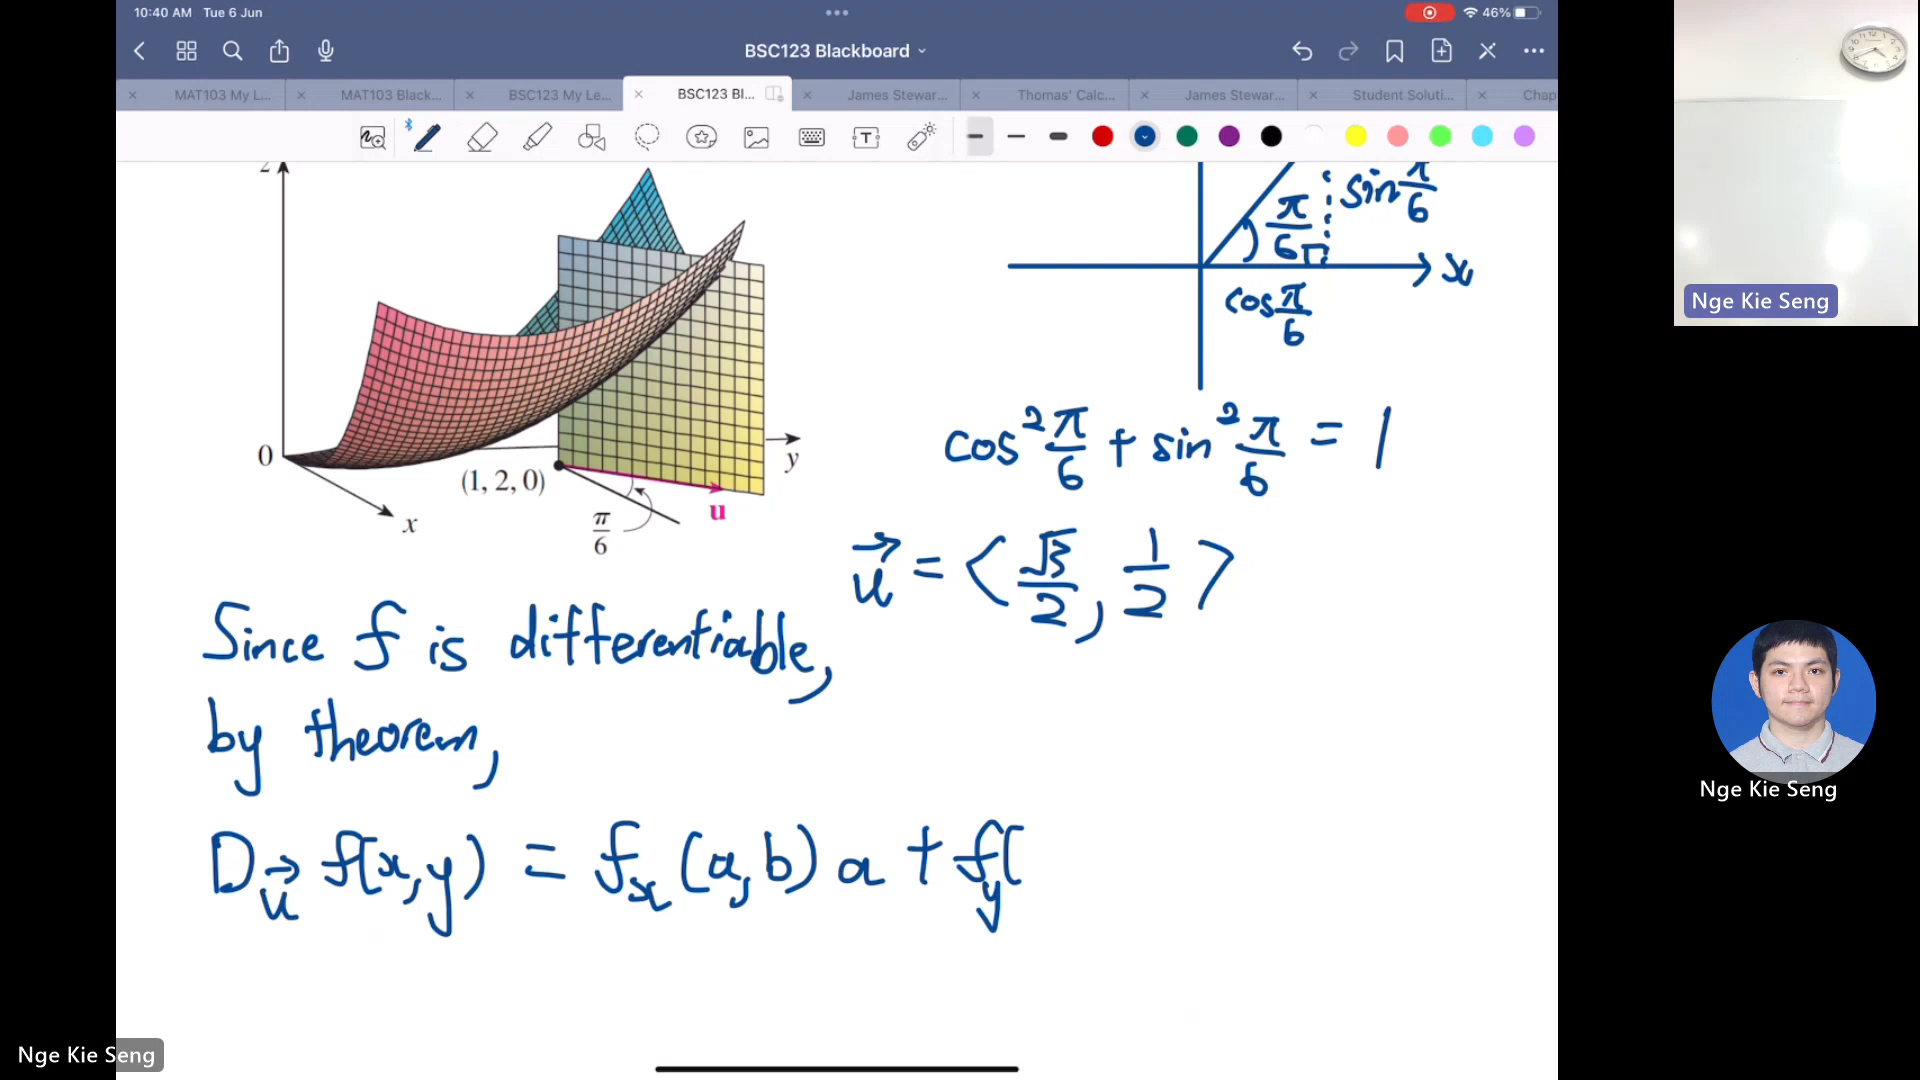 10:40 AM Tue 6 Jun
46%
BSC123 Blackboard
MAT103 My L...
MAT103 Black...
BSC123 My Le...
BSC123 Bl...
James Stewar...
Thomas' Calc...
James Stewar...
Student Soluti...
Chap
T
z
0
(1, 2, 0)
x
y
π/6
u
π/6
sin π/6
cos π/6
x
cos² π/6 + sin² π/6 = 1
u⃗ = ⟨√3/2, 1/2⟩
Since f is differentiable,
by theorem,
D_u⃗ f(x,y) = f_x (a,b) a + f_y(
Nge Kie Seng
Nge Kie Seng
Nge Kie Seng